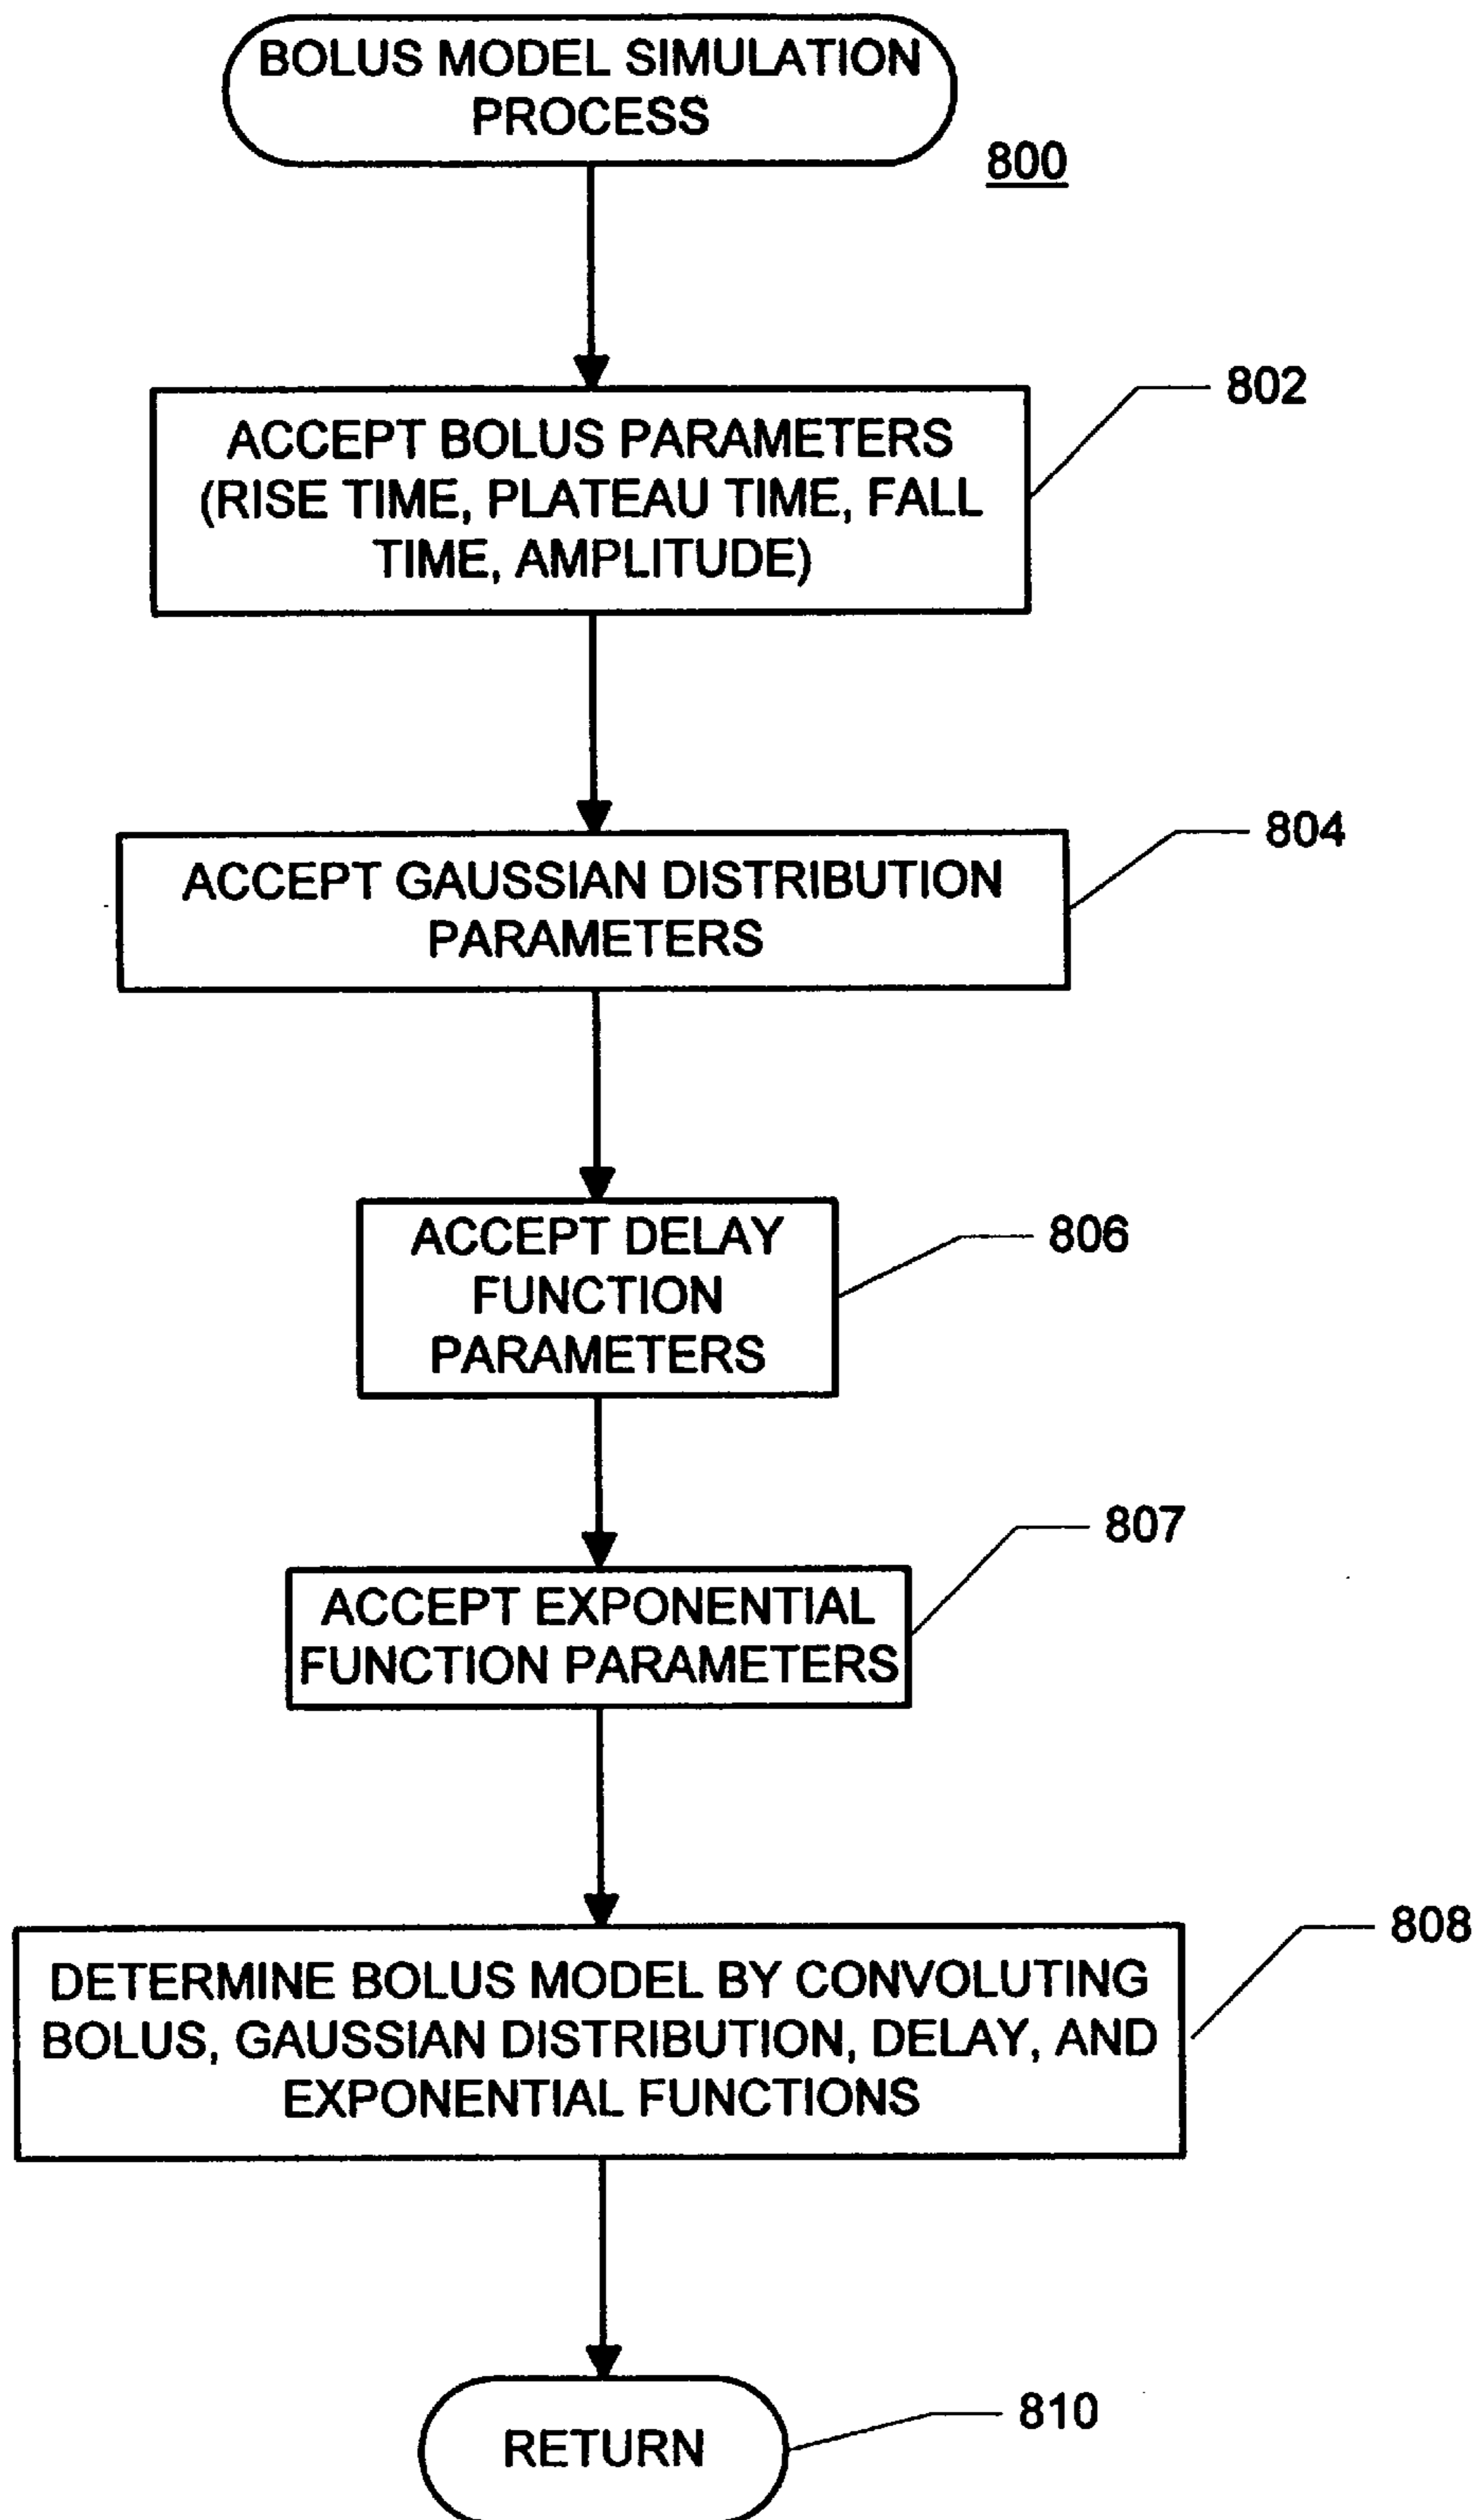 BOLUS MODEL SIMULATION
PROCESS
800
802
ACCEPT BOLUS PARAMETERS
(RISE TIME, PLATEAU TIME, FALL
TIME, AMPLITUDE)
804
ACCEPT GAUSSIAN DISTRIBUTION
PARAMETERS
806
ACCEPT DELAY
FUNCTION
PARAMETERS
807
ACCEPT EXPONENTIAL
FUNCTION PARAMETERS
808
DETERMINE BOLUS MODEL BY CONVOLUTING
BOLUS, GAUSSIAN DISTRIBUTION, DELAY, AND
EXPONENTIAL FUNCTIONS
810
RETURN